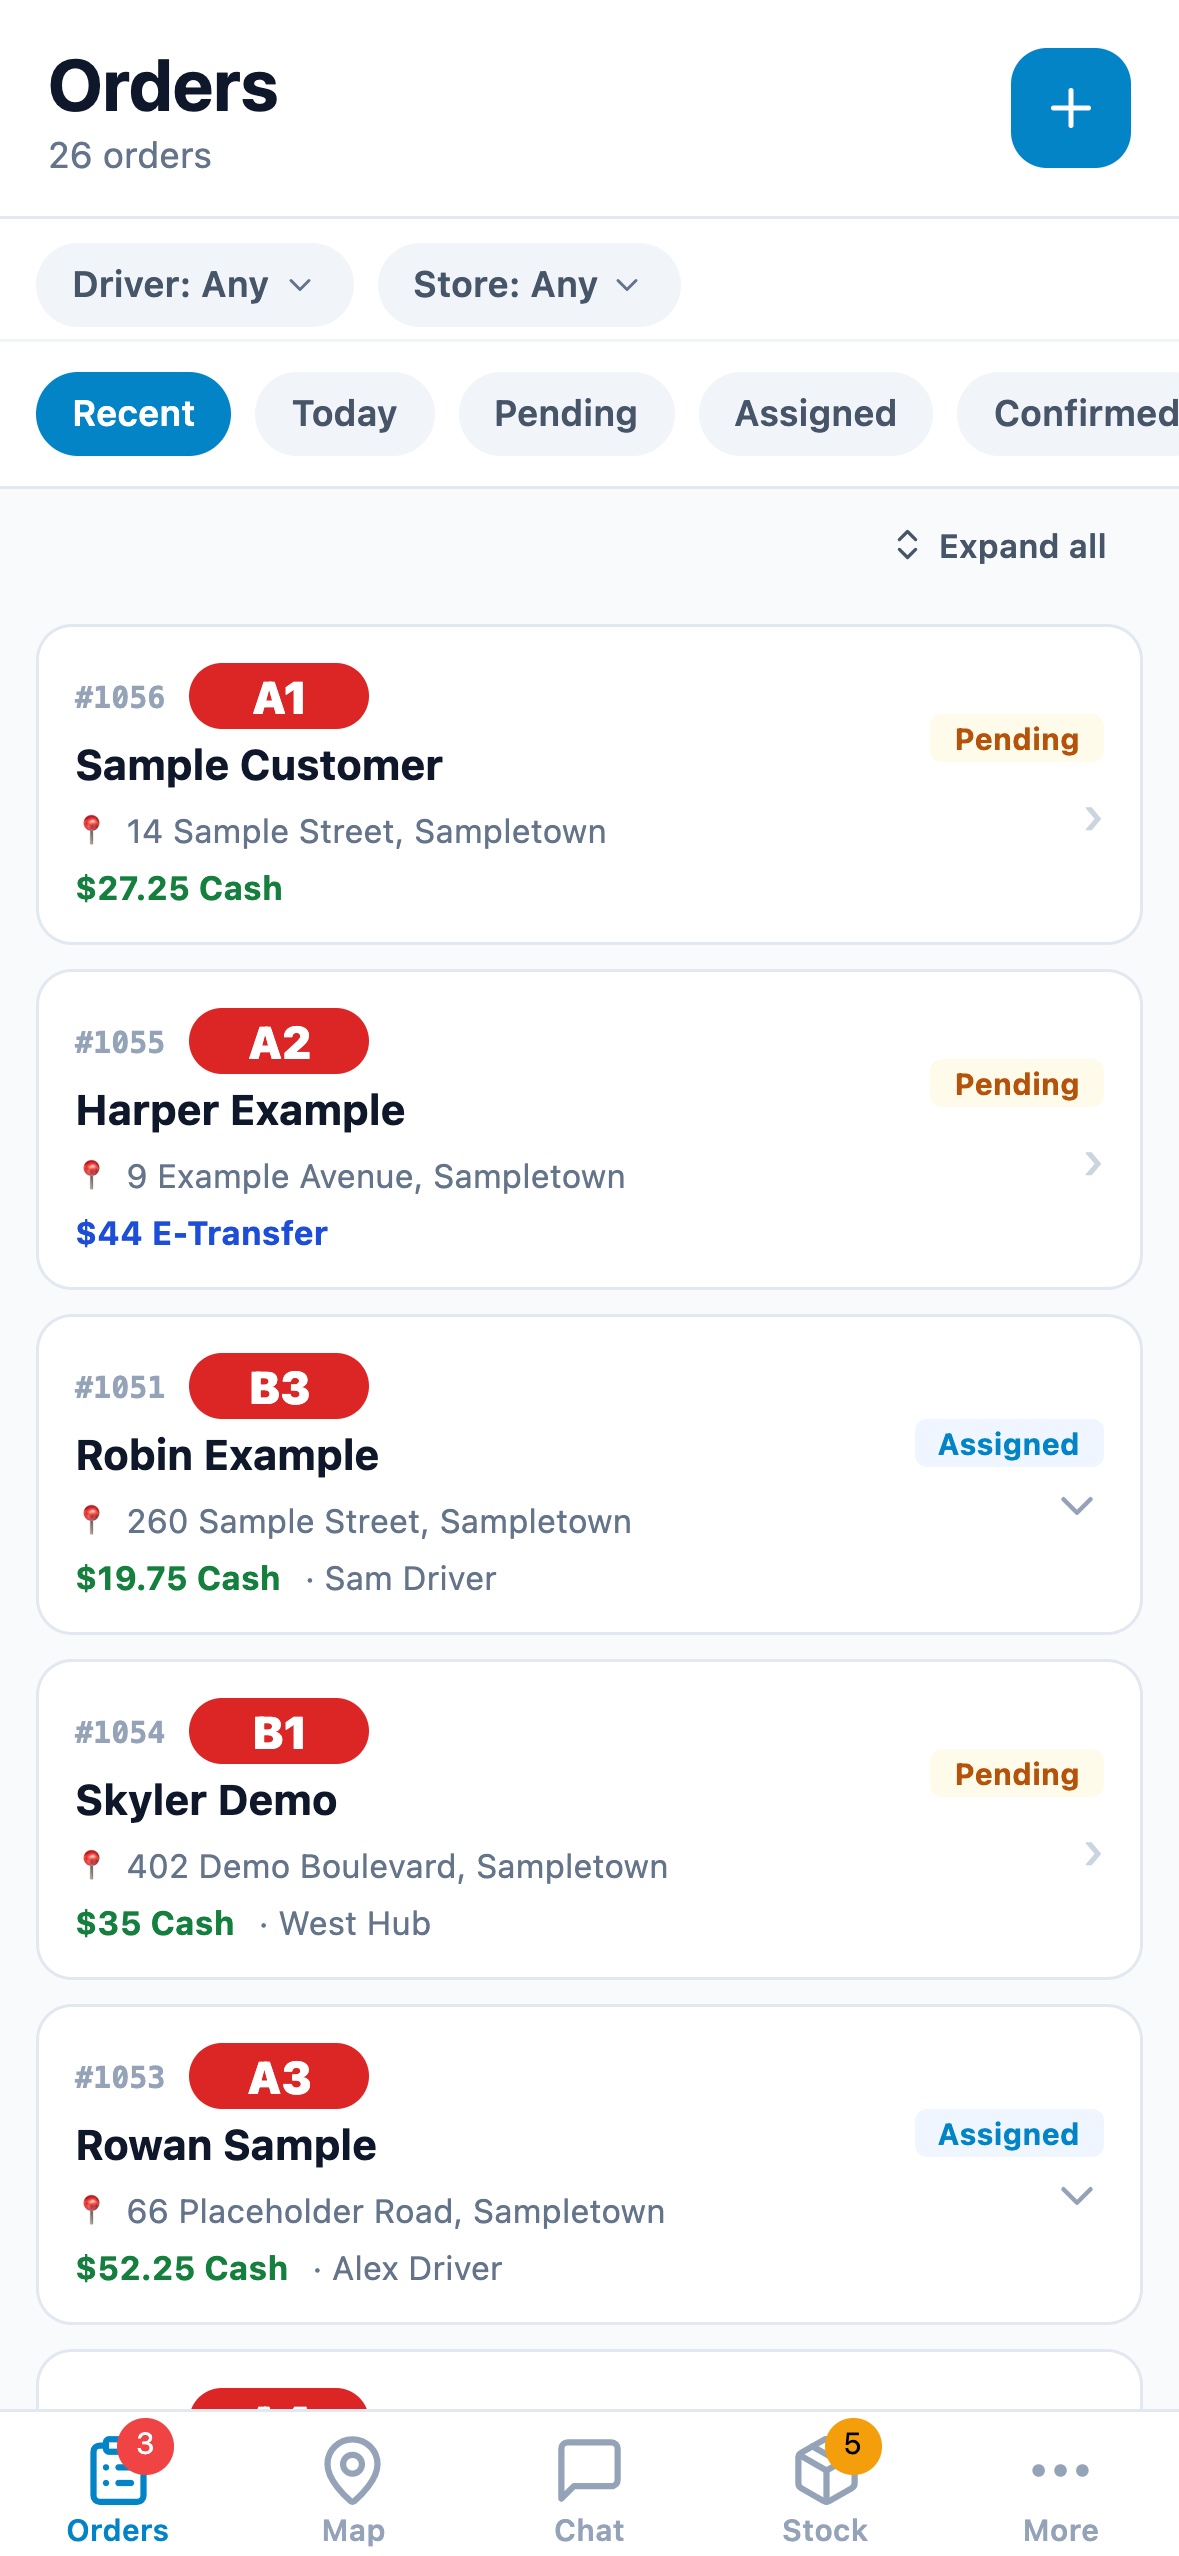 Orders
26 orders
Driver: Any
Store: Any
Recent
Today
Pending
Assigned
Confirmed
Expand all
#1056
A1
Sample Customer
14 Sample Street, Sampletown
$27.25 Cash
Pending
#1055
A2
Harper Example
9 Example Avenue, Sampletown
$44 E-Transfer
Pending
#1051
B3
Robin Example
260 Sample Street, Sampletown
$19.75 Cash · Sam Driver
Assigned
#1054
B1
Skyler Demo
402 Demo Boulevard, Sampletown
$35 Cash · West Hub
Pending
#1053
A3
Rowan Sample
66 Placeholder Road, Sampletown
$52.25 Cash · Alex Driver
Assigned
3
5
Orders
Map
Chat
Stock
More